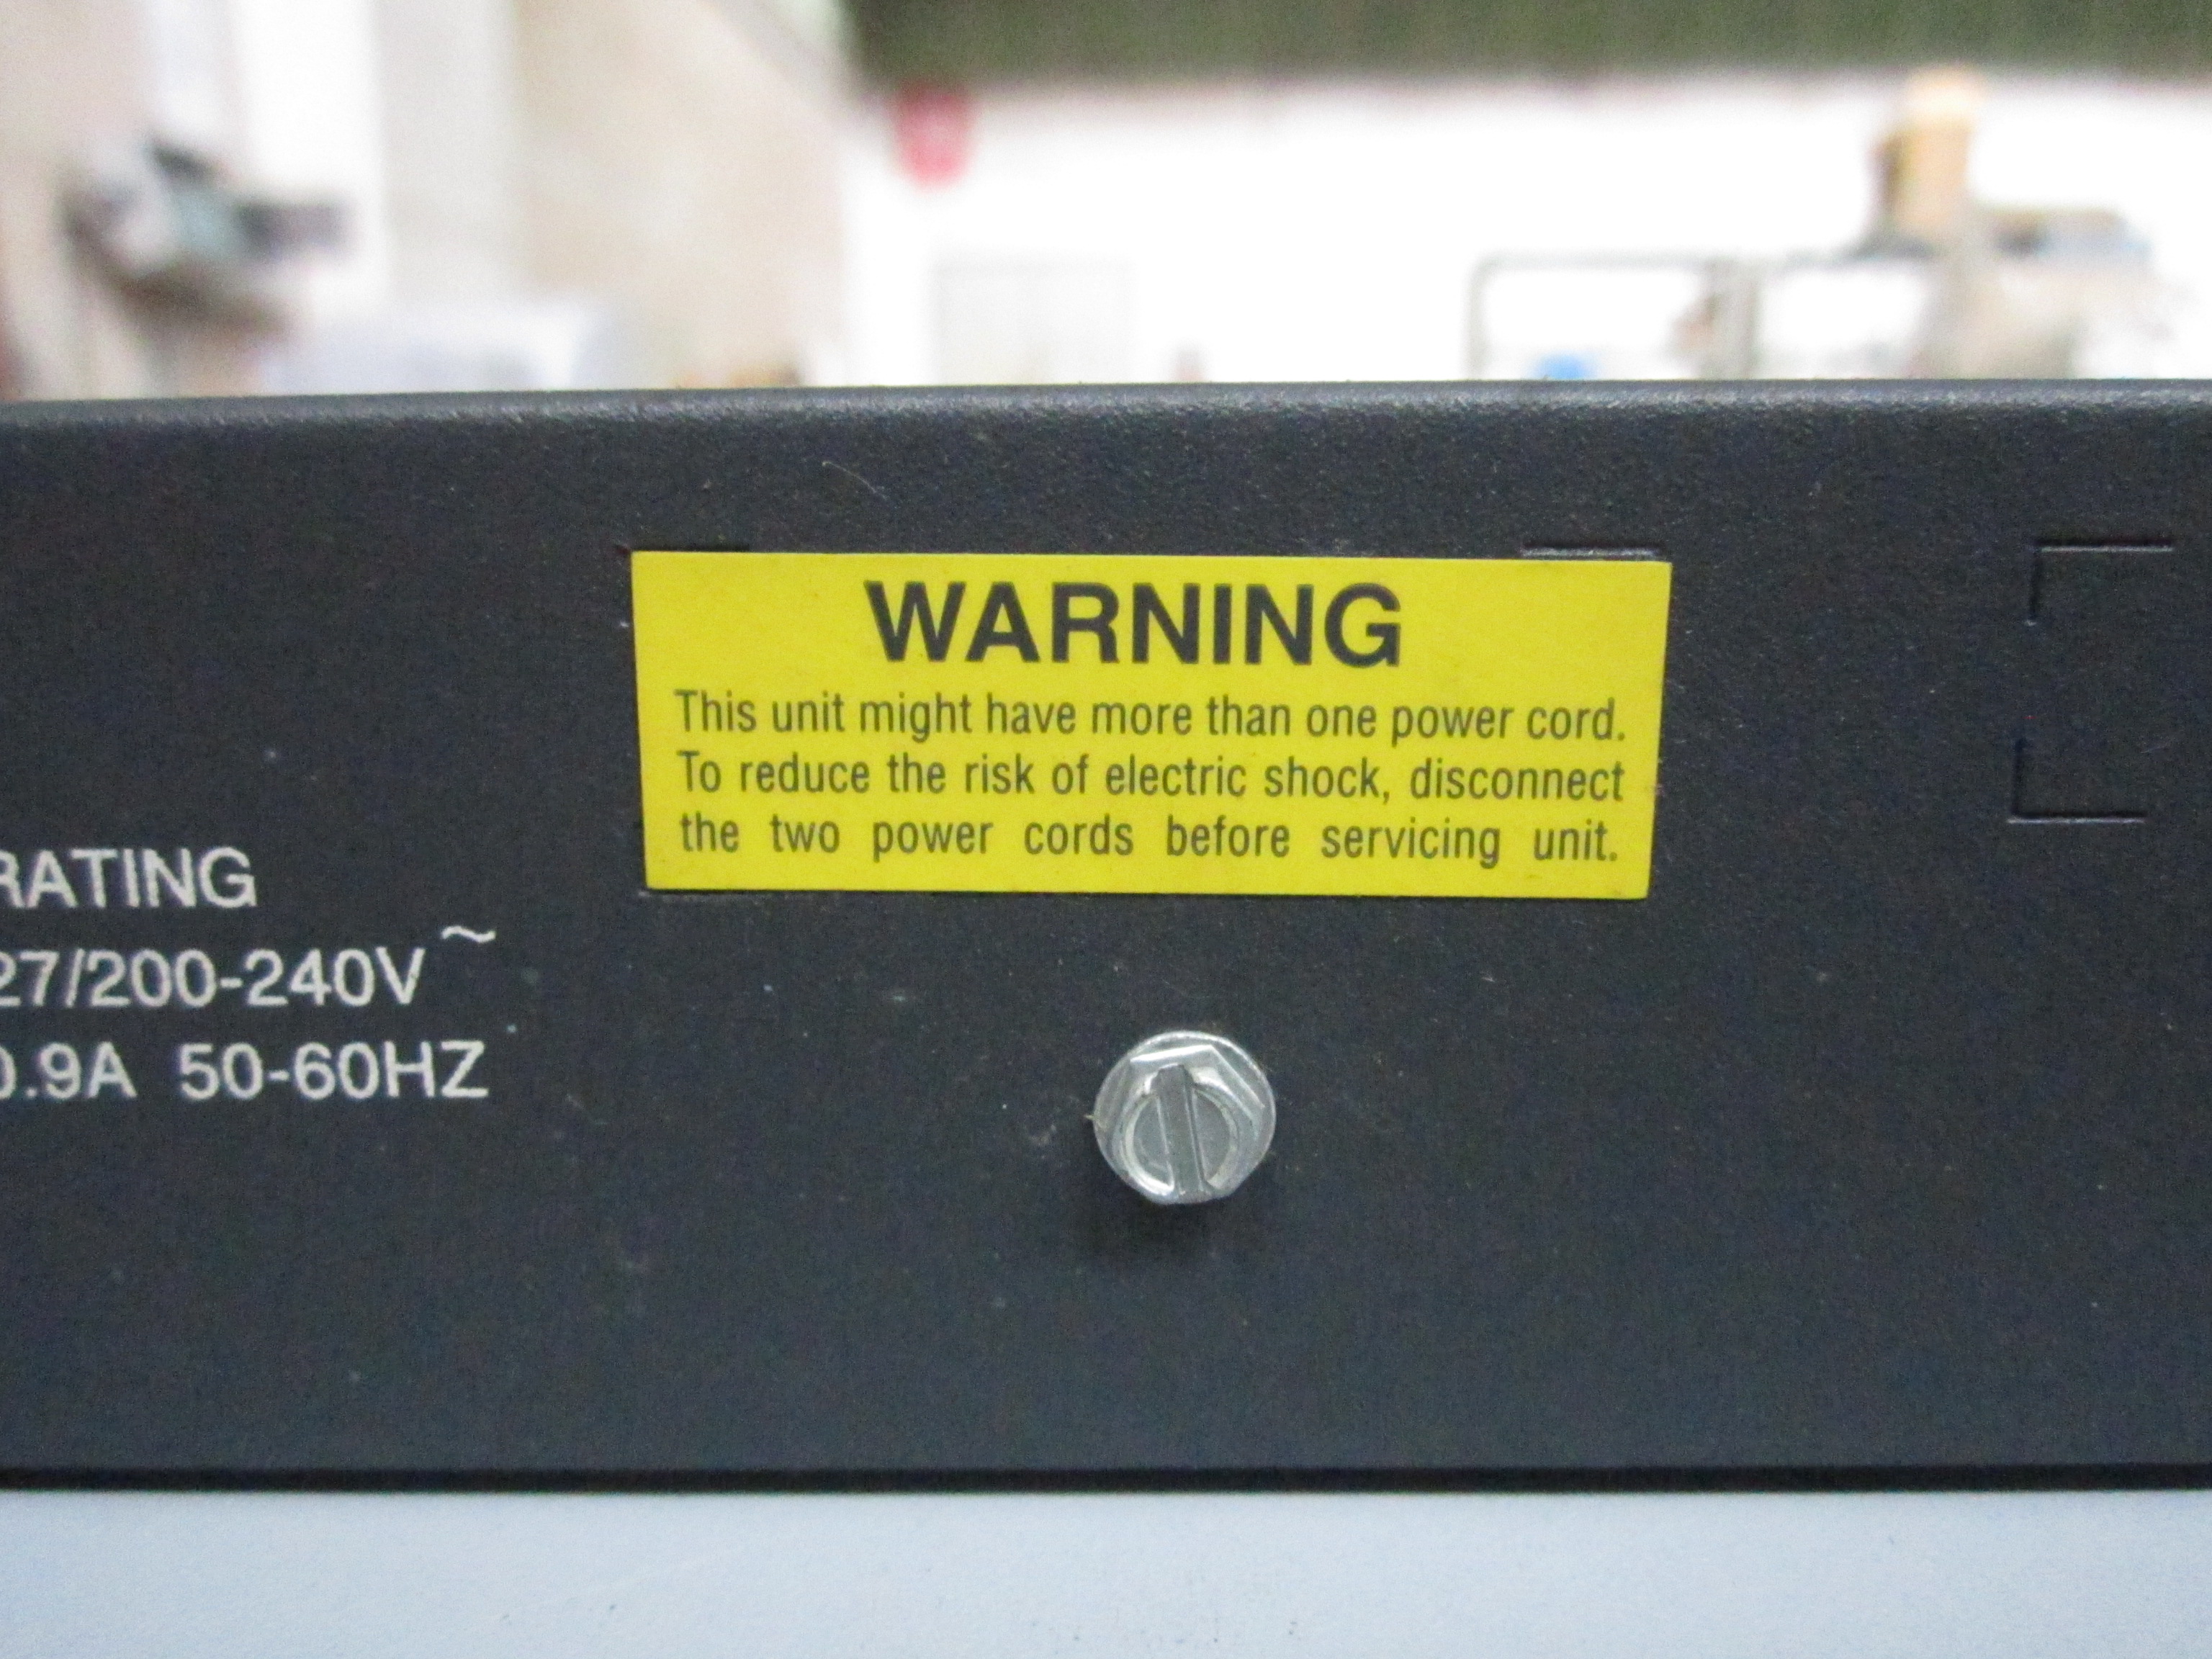 WARNING
This unit might have more than one power cord.
To reduce the risk of electric shock, disconnect
the two power cords before servicing unit.
RATING
27/200-240V~
0.9A 50-60HZ